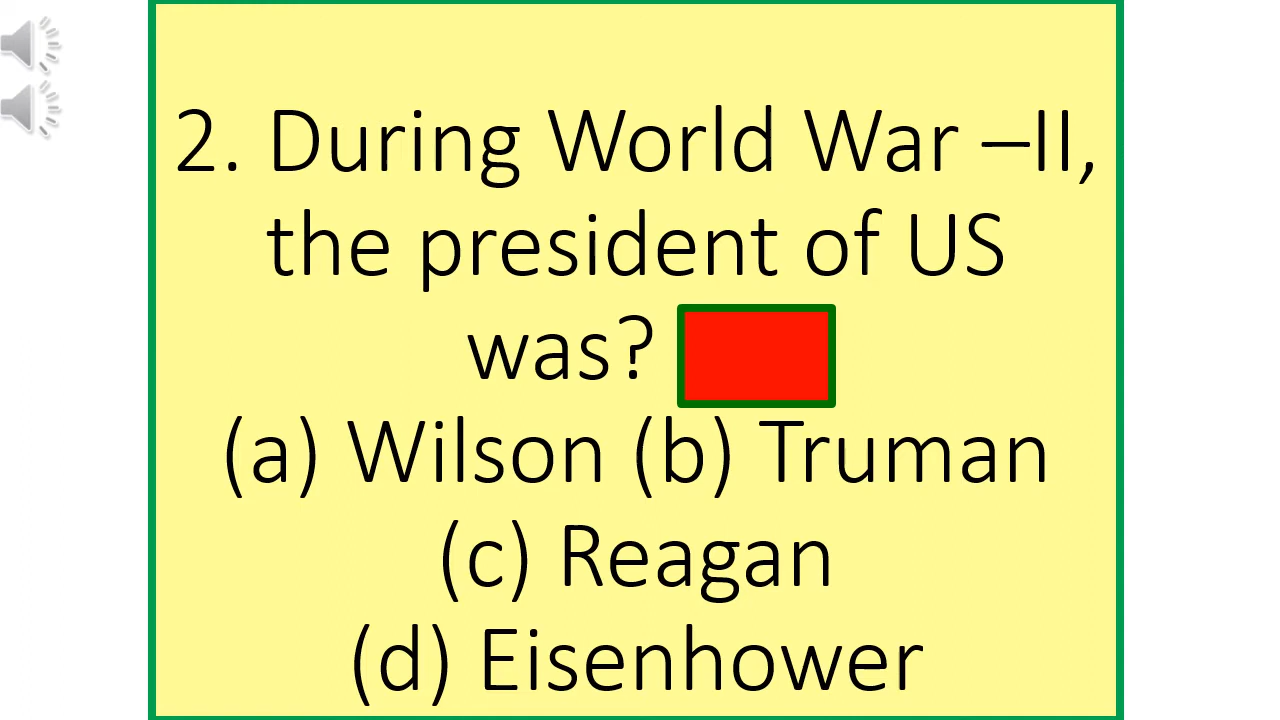 2. During World War –II,
the president of US
was?
(a) Wilson (b) Truman
(c) Reagan
(d) Eisenhower